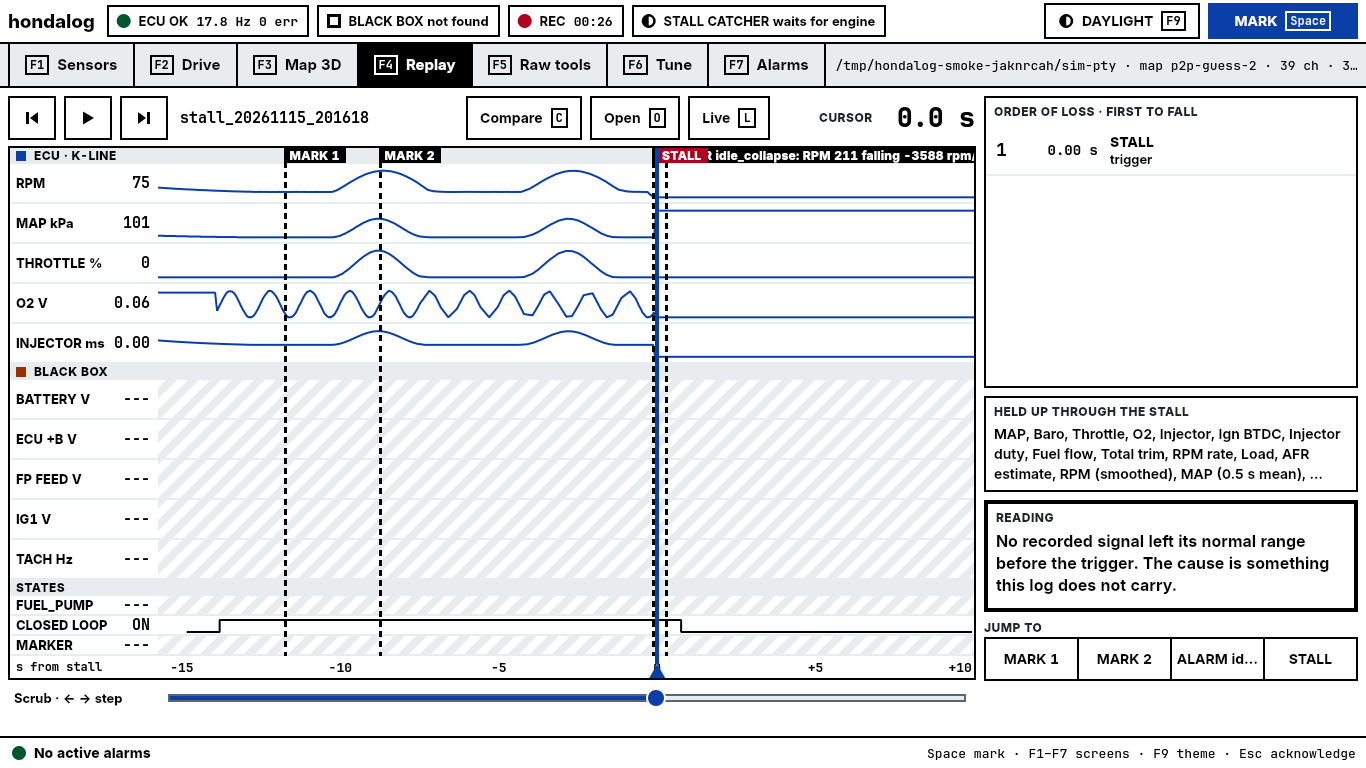 hondalog
ECU OK 17.8 Hz 0 err
BLACK BOX not found
REC 00:26
STALL CATCHER waits for engine
DAYLIGHT F9
MARK Space
F1 Sensors
F2 Drive
F3 Map 3D
F4 Replay
F5 Raw tools
F6 Tune
F7 Alarms
/tmp/hondalog-smoke-jaknrcah/sim-pty · map p2p-guess-2 · 39 ch · 3…
stall_20261115_201618
Compare C
Open O
Live L
CURSOR 0.0 s
ECU · K-LINE
MARK 1
MARK 2
STALL
R idle_collapse: RPM 211 falling -3588 rpm/
RPM 75
MAP kPa 101
THROTTLE % 0
O2 V 0.06
INJECTOR ms 0.00
BLACK BOX
BATTERY V ---
ECU +B V ---
FP FEED V ---
IG1 V ---
TACH Hz ---
STATES
FUEL_PUMP ---
CLOSED LOOP ON
MARKER ---
s from stall -15 -10 -5 0 +5 +10
Scrub · ← → step
ORDER OF LOSS · FIRST TO FALL
1 0.00 s STALL
trigger
HELD UP THROUGH THE STALL
MAP, Baro, Throttle, O2, Injector, Ign BTDC, Injector
duty, Fuel flow, Total trim, RPM rate, Load, AFR
estimate, RPM (smoothed), MAP (0.5 s mean), …
READING
No recorded signal left its normal range
before the trigger. The cause is something
this log does not carry.
JUMP TO
MARK 1
MARK 2
ALARM id…
STALL
No active alarms
Space mark · F1–F7 screens · F9 theme · Esc acknowledge